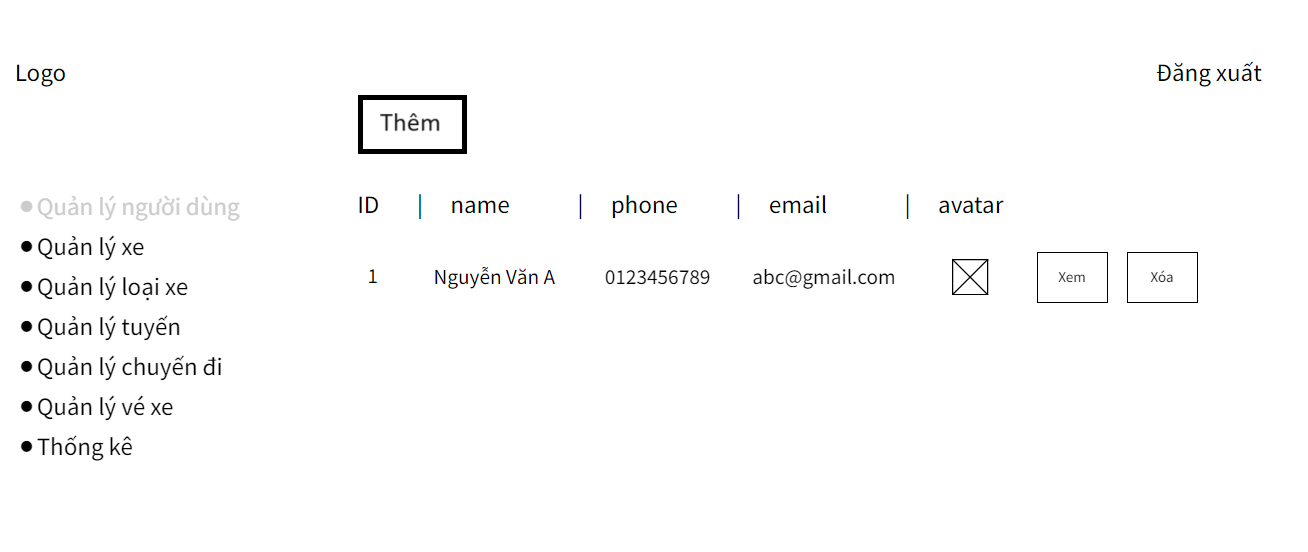 Logo Đăng xuất
Thêm
Quản lý người dùng
Quản lý xe
Quản lý loại xe
Quản lý tuyến
Quản lý chuyến đi
Quản lý vé xe
Thống kê
ID | name | phone | email | avatar
1 Nguyễn Văn A 0123456789 abc@gmail.com Xem Xóa